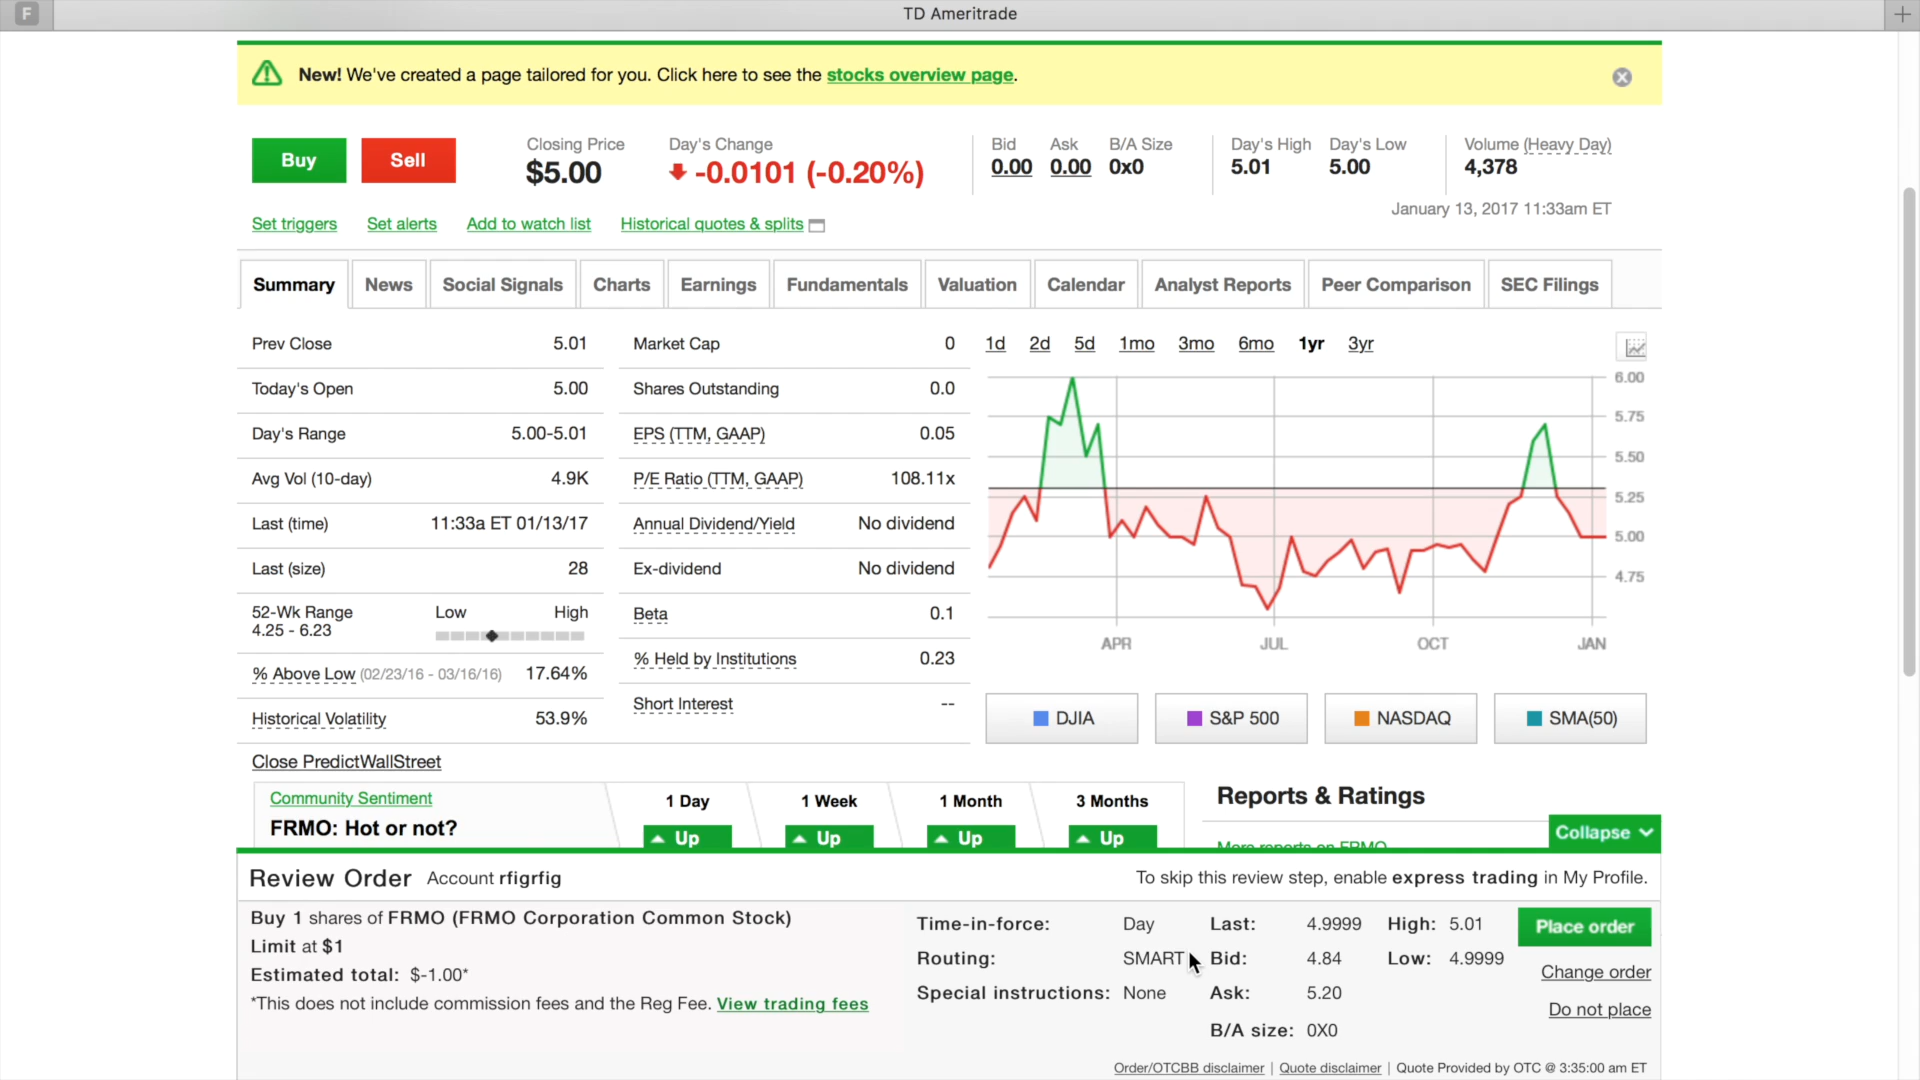 F
TD Ameritrade
New! We've created a page tailored for you. Click here to see the stocks overview page.
Buy
Sell
Closing Price
$5.00
Day's Change
-0.0101 (-0.20%)
Bid
0.00
Ask
0.00
B/A Size
0x0
Day's High
5.01
Day's Low
5.00
Volume (Heavy Day)
4,378
January 13, 2017 11:33am ET
Set triggers
Set alerts
Add to watch list
Historical quotes & splits
Summary
News
Social Signals
Charts
Earnings
Fundamentals
Valuation
Calendar
Analyst Reports
Peer Comparison
SEC Filings
Prev Close 5.01
Today's Open 5.00
Day's Range 5.00-5.01
Avg Vol (10-day) 4.9K
Last (time) 11:33a ET 01/13/17
Last (size) 28
52-Wk Range Low High
4.25 - 6.23
% Above Low (02/23/16 - 03/16/16) 17.64%
Historical Volatility 53.9%
Market Cap 0
Shares Outstanding 0.0
EPS (TTM, GAAP) 0.05
P/E Ratio (TTM, GAAP) 108.11x
Annual Dividend/Yield No dividend
Ex-dividend No dividend
Beta 0.1
% Held by Institutions 0.23
Short Interest --
1d 2d 5d 1mo 3mo 6mo 1yr 3yr
6.00
5.75
5.50
5.25
5.00
4.75
APR JUL OCT JAN
DJIA
S&P 500
NASDAQ
SMA(50)
Close PredictWallStreet
Community Sentiment
FRMO: Hot or not?
1 Day
Up
1 Week
Up
1 Month
Up
3 Months
Up
Reports & Ratings
More reports on FRMO
Collapse
Review Order Account rfigrfig
To skip this review step, enable express trading in My Profile.
Buy 1 shares of FRMO (FRMO Corporation Common Stock)
Limit at $1
Estimated total: $-1.00*
*This does not include commission fees and the Reg Fee. View trading fees
Time-in-force: Day
Routing: SMART
Special instructions: None
Last: 4.9999
Bid: 4.84
Ask: 5.20
B/A size: 0X0
High: 5.01
Low: 4.9999
Place order
Change order
Do not place
Order/OTCBB disclaimer | Quote disclaimer | Quote Provided by OTC @ 3:35:00 am ET